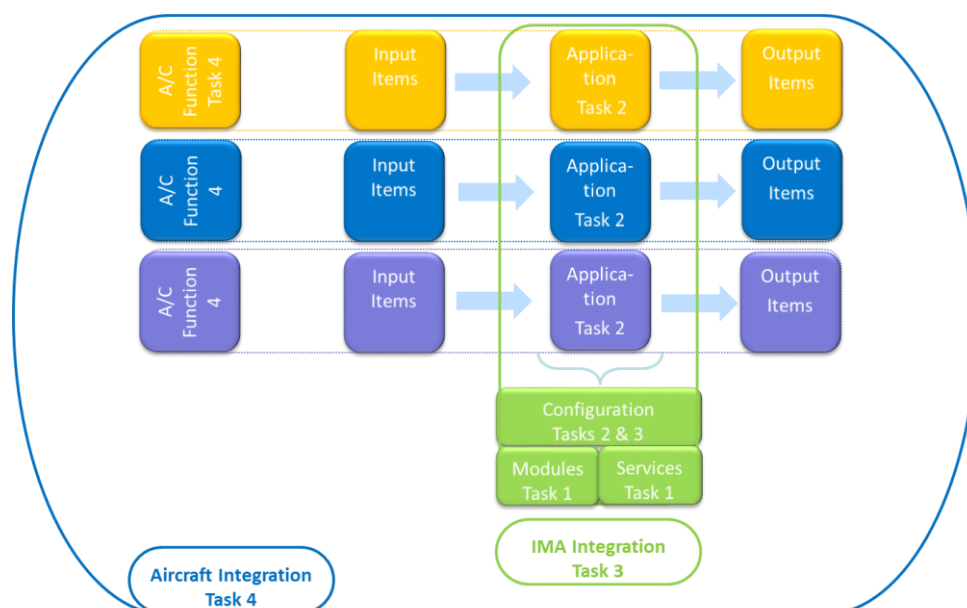 A/C
Function
Task 4
Input
Items
Applica-
tion
Task 2
Output
Items
A/C
Function
4
Input
Items
Applica-
tion
Task 2
Output
Items
A/C
Function
4
Input
Items
Applica-
tion
Task 2
Output
Items
Configuration
Tasks 2 & 3
Modules
Task 1
Services
Task 1
IMA Integration
Task 3
Aircraft Integration
Task 4